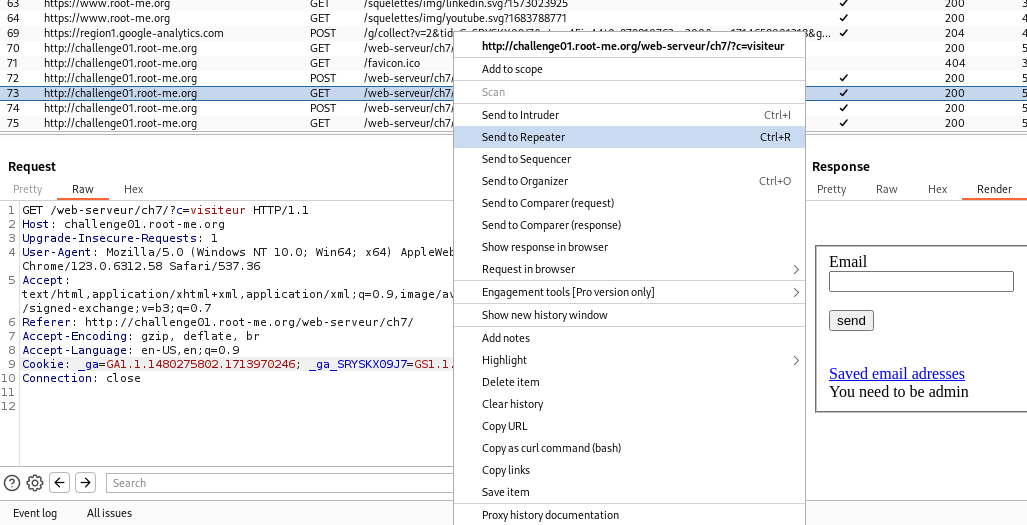 63 https://www.root-me.org GET /squelettes/img/linkedin.svg?1573023925 ✓ 200 3
64 https://www.root-me.org GET /squelettes/img/youtube.svg?1683788771 ✓ 200 4
69 https://region1.google-analytics.com POST /g/collect?v=2&tid ✓ 204 4
70 http://challenge01.root-me.org GET /web-serveur/ch7/ 200 5
71 http://challenge01.root-me.org GET /favicon.ico 404 3
72 http://challenge01.root-me.org POST /web-serveur/ch7/ ✓ 200 5
73 http://challenge01.root-me.org GET /web-serveur/ch7/ ✓ 200 5
74 http://challenge01.root-me.org POST /web-serveur/ch7/ ✓ 200 5
75 http://challenge01.root-me.org GET /web-serveur/ch7/ ✓ 200 5
http://challenge01.root-me.org/web-serveur/ch7/?c=visiteur
Add to scope
Scan
Send to Intruder Ctrl+I
Send to Repeater Ctrl+R
Send to Sequencer
Send to Organizer Ctrl+O
Send to Comparer (request)
Send to Comparer (response)
Show response in browser
Request in browser
Engagement tools [Pro version only]
Show new history window
Add notes
Highlight
Delete item
Clear history
Copy URL
Copy as curl command (bash)
Copy links
Save item
Proxy history documentation
Request
Pretty Raw Hex
1 GET /web-serveur/ch7/?c=visiteur HTTP/1.1
2 Host: challenge01.root-me.org
3 Upgrade-Insecure-Requests: 1
4 User-Agent: Mozilla/5.0 (Windows NT 10.0; Win64; x64) AppleWeb
Chrome/123.0.6312.58 Safari/537.36
5 Accept:
text/html,application/xhtml+xml,application/xml;q=0.9,image/av
/signed-exchange;v=b3;q=0.7
6 Referer: http://challenge01.root-me.org/web-serveur/ch7/
7 Accept-Encoding: gzip, deflate, br
8 Accept-Language: en-US,en;q=0.9
9 Cookie: _ga=GA1.1.1480275802.1713970246; _ga_SRYSKX09J7=GS1.1.
10 Connection: close
11
12
Search
Event log All issues
Response
Pretty Raw Hex Render
Email
send
Saved email adresses
You need to be admin